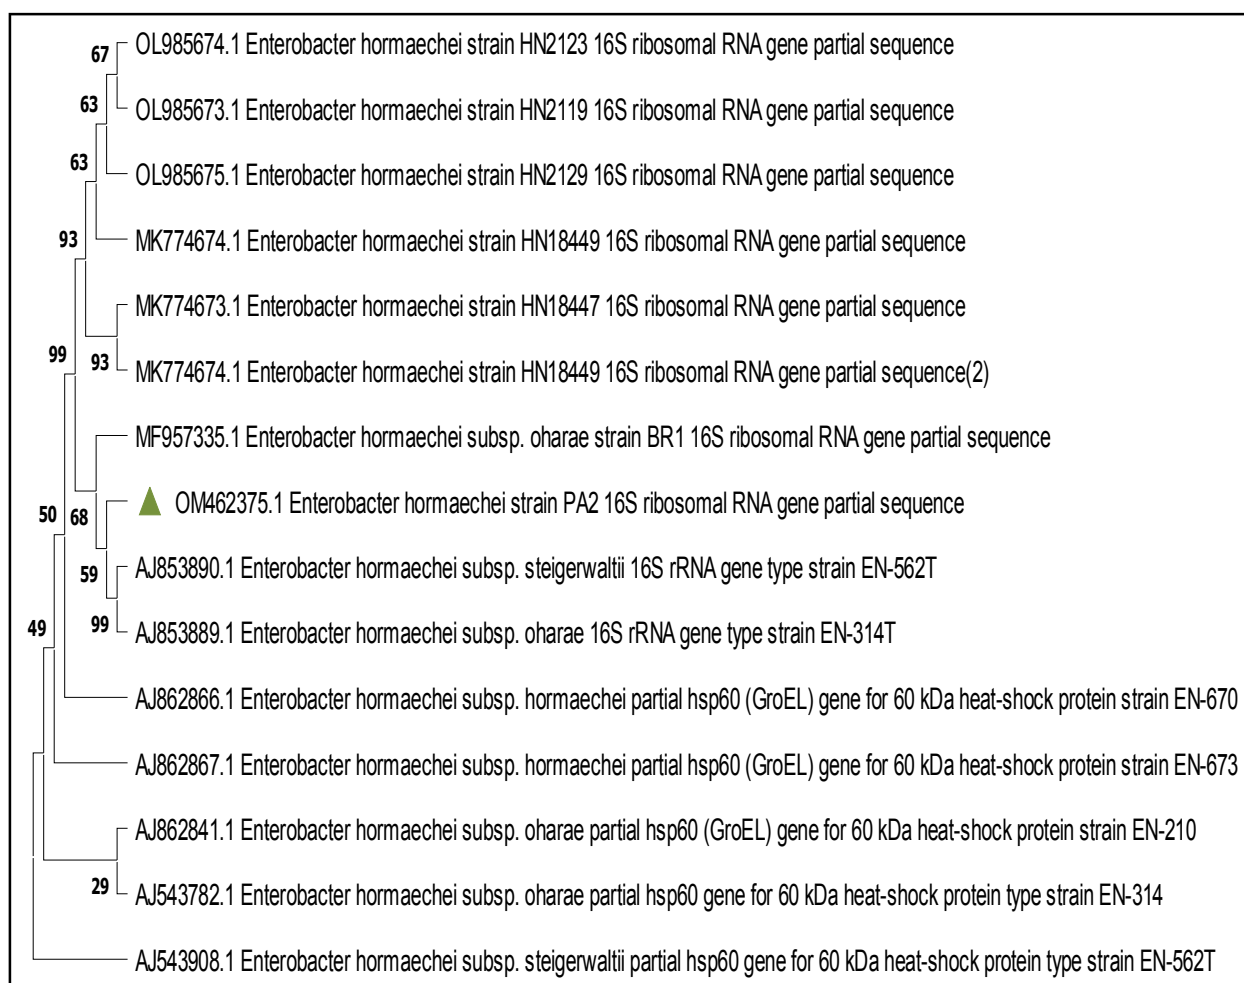 67
OL985674.1 Enterobacter hormaechei strain HN2123 16S ribosomal RNA gene partial sequence
63
OL985673.1 Enterobacter hormaechei strain HN2119 16S ribosomal RNA gene partial sequence
63
OL985675.1 Enterobacter hormaechei strain HN2129 16S ribosomal RNA gene partial sequence
93
MK774674.1 Enterobacter hormaechei strain HN18449 16S ribosomal RNA gene partial sequence
MK774673.1 Enterobacter hormaechei strain HN18447 16S ribosomal RNA gene partial sequence
99
93
MK774674.1 Enterobacter hormaechei strain HN18449 16S ribosomal RNA gene partial sequence(2)
MF957335.1 Enterobacter hormaechei subsp. oharae strain BR1 16S ribosomal RNA gene partial sequence
50
68
OM462375.1 Enterobacter hormaechei strain PA2 16S ribosomal RNA gene partial sequence
59
AJ853890.1 Enterobacter hormaechei subsp. steigerwaltii 16S rRNA gene type strain EN-562T
49
99
AJ853889.1 Enterobacter hormaechei subsp. oharae 16S rRNA gene type strain EN-314T
AJ862866.1 Enterobacter hormaechei subsp. hormaechei partial hsp60 (GroEL) gene for 60 kDa heat-shock protein strain EN-670
AJ862867.1 Enterobacter hormaechei subsp. hormaechei partial hsp60 (GroEL) gene for 60 kDa heat-shock protein strain EN-673
AJ862841.1 Enterobacter hormaechei subsp. oharae partial hsp60 (GroEL) gene for 60 kDa heat-shock protein strain EN-210
29
AJ543782.1 Enterobacter hormaechei subsp. oharae partial hsp60 gene for 60 kDa heat-shock protein type strain EN-314
AJ543908.1 Enterobacter hormaechei subsp. steigerwaltii partial hsp60 gene for 60 kDa heat-shock protein type strain EN-562T